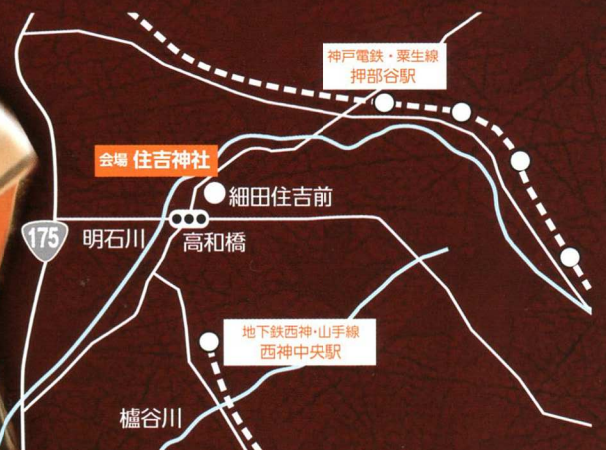 神戸電鉄・粟生線
押部谷駅
会場 住吉神社
細田住吉前
175
明石川
高和橋
地下鉄西神・山手線
西神中央駅
櫨谷川